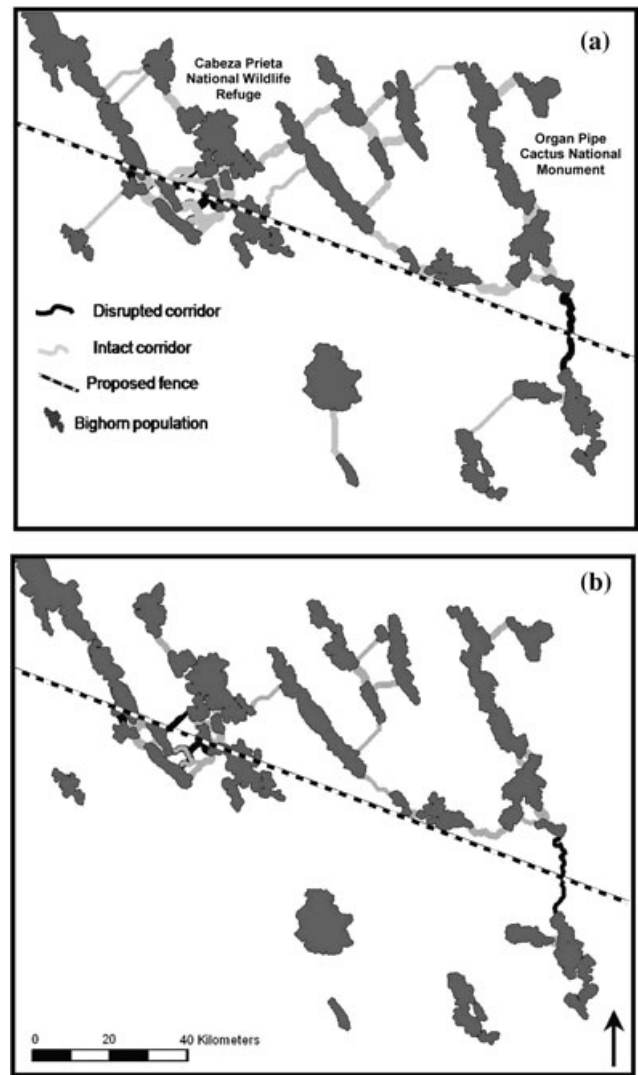 (a)
Cabeza Prieta
National Wildlife
Refuge
Organ Pipe
Cactus National
Monument
Disrupted corridor
Intact corridor
Proposed fence
Bighorn population
(b)
0 20 40 Kilometers